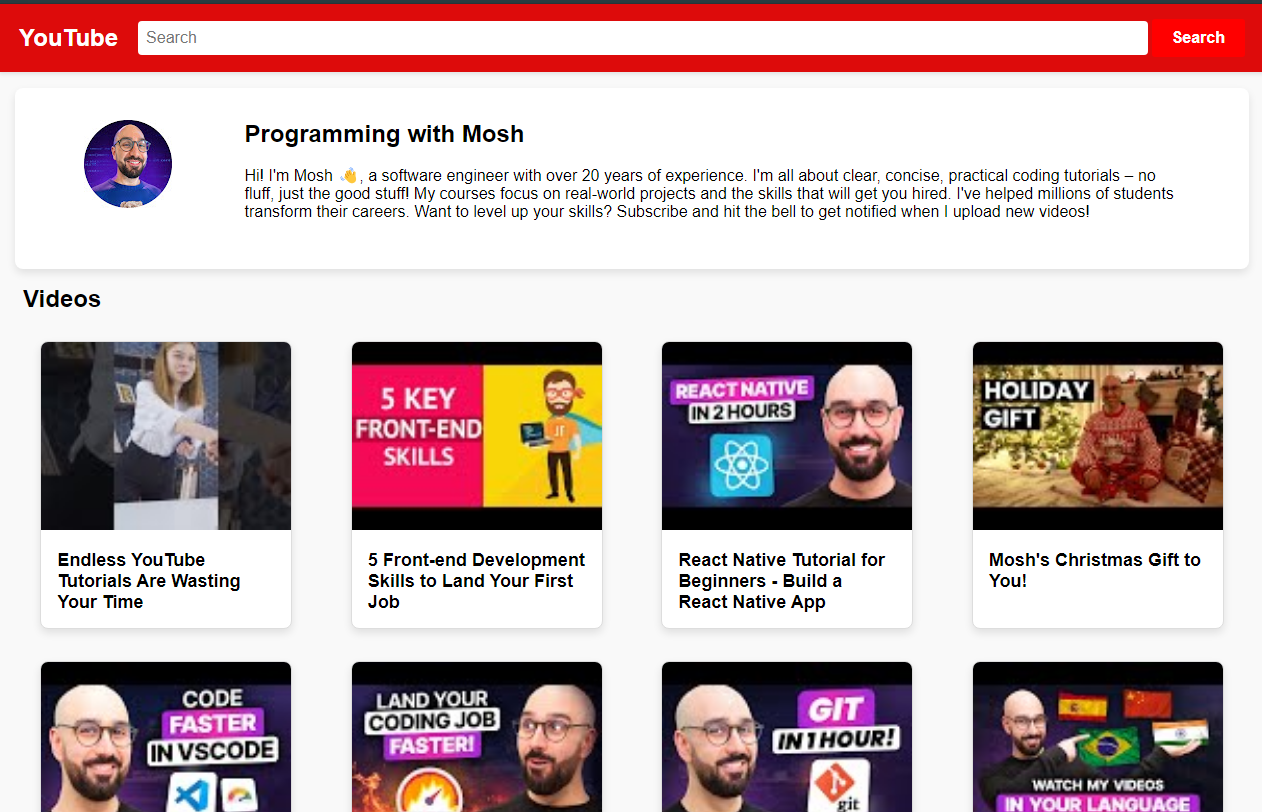 YouTube
Search
Search
Programming with Mosh
Hi! I'm Mosh 👋, a software engineer with over 20 years of experience. I'm all about clear, concise, practical coding tutorials – no
fluff, just the good stuff! My courses focus on real-world projects and the skills that will get you hired. I've helped millions of students
transform their careers. Want to level up your skills? Subscribe and hit the bell to get notified when I upload new videos!
Videos
5 KEY
FRONT-END
SKILLS
JT
REACT NATIVE
IN 2 HOURS
HOLIDAY
GIFT
Endless YouTube
Tutorials Are Wasting
Your Time
5 Front-end Development
Skills to Land Your First
Job
React Native Tutorial for
Beginners - Build a
React Native App
Mosh's Christmas Gift to
You!
CODE
FASTER
IN VSCODE
LAND YOUR
CODING JOB
FASTER!
GIT
IN 1 HOUR!
git
WATCH MY VIDEOS
IN YOUR LANGUAGE